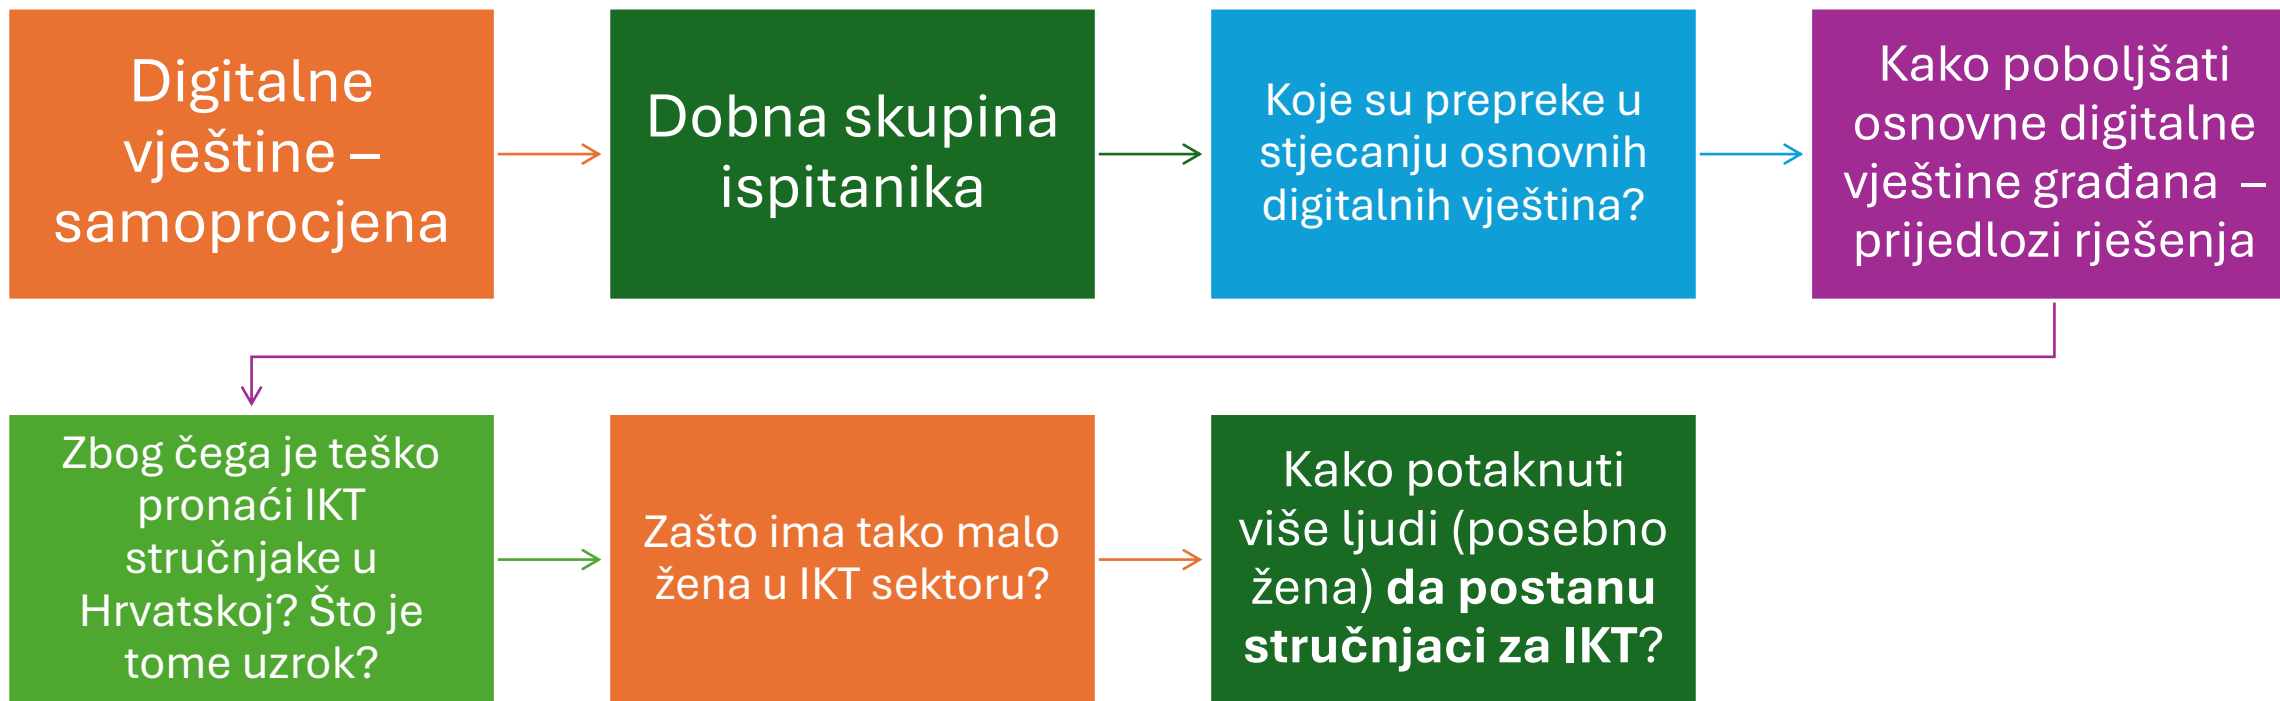 Digitalne
vještine –
samoprocjena
Dobna skupina
ispitanika
Koje su prepreke u
stjecanju osnovnih
digitalnih vještina?
Kako poboljšati
osnovne digitalne
vještine građana –
prijedlozi rješenja
Zbog čega je teško
pronaći IKT
stručnjake u
Hrvatskoj? Što je
tome uzrok?
Zašto ima tako malo
žena u IKT sektoru?
Kako potaknuti
više ljudi (posebno
žena) da postanu
stručnjaci za IKT?